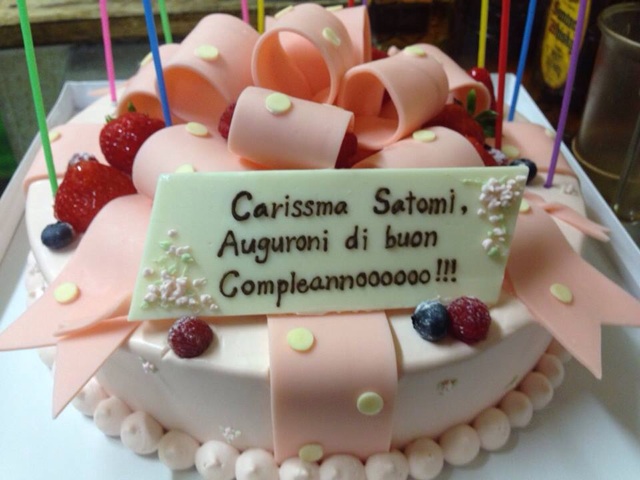 Carissma Satomi,
Auguroni di buon
Compleannoooooo!!!